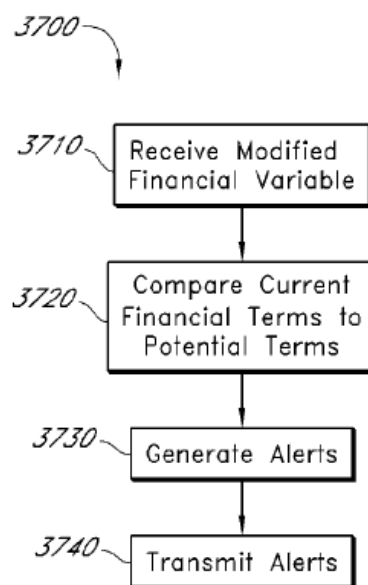 3700
3710
Receive Modified
Financial Variable
3720
Compare Current
Financial Terms to
Potential Terms
3730
Generate Alerts
3740
Transmit Alerts